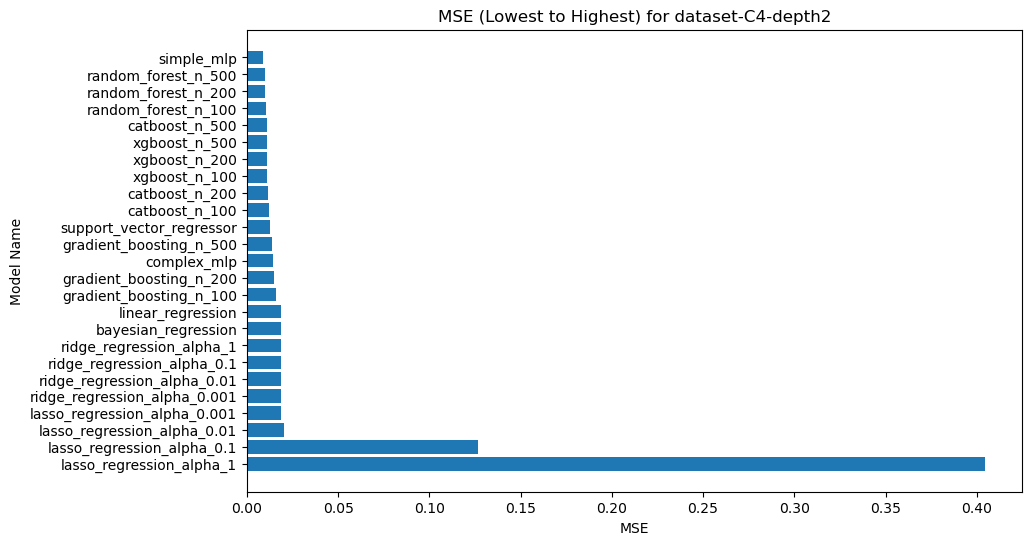 MSE (Lowest to Highest) for dataset-C4-depth2
Model Name
simple_mlp
random_forest_n_500
random_forest_n_200
random_forest_n_100
catboost_n_500
xgboost_n_500
xgboost_n_200
xgboost_n_100
catboost_n_200
catboost_n_100
support_vector_regressor
gradient_boosting_n_500
complex_mlp
gradient_boosting_n_200
gradient_boosting_n_100
linear_regression
bayesian_regression
ridge_regression_alpha_1
ridge_regression_alpha_0.1
ridge_regression_alpha_0.01
ridge_regression_alpha_0.001
lasso_regression_alpha_0.001
lasso_regression_alpha_0.01
lasso_regression_alpha_0.1
lasso_regression_alpha_1
0.00 0.05 0.10 0.15 0.20 0.25 0.30 0.35 0.40
MSE